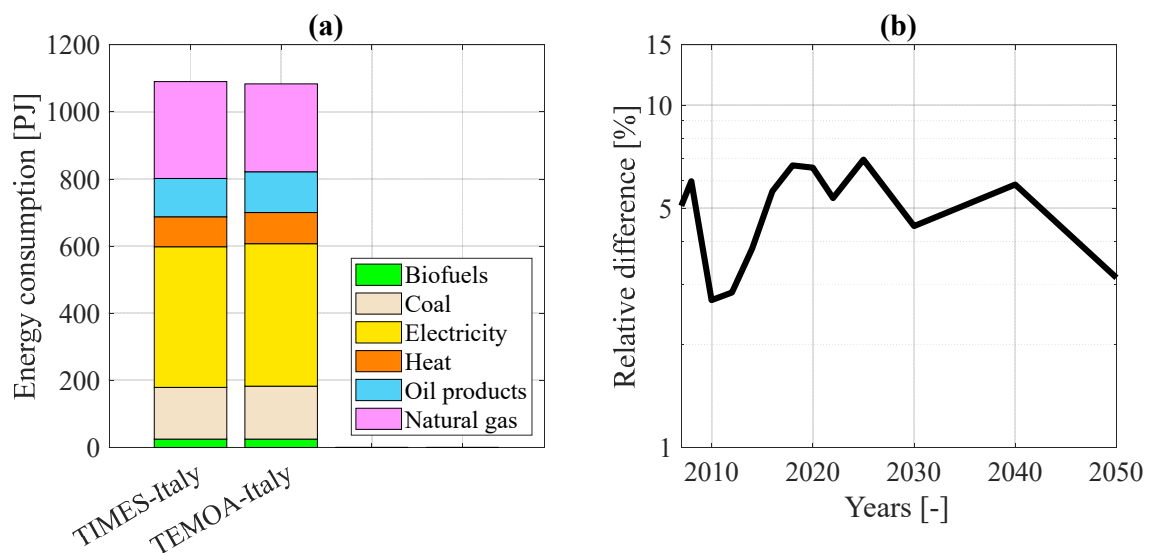 (a)
Energy consumption [PJ]
1200
1000
800
600
400
200
0
Biofuels
Coal
Electricity
Heat
Oil products
Natural gas
TIMES-Italy
TEMOA-Italy
(b)
Relative difference [%]
15
10
5
1
2010 2020 2030 2040 2050
Years [-]